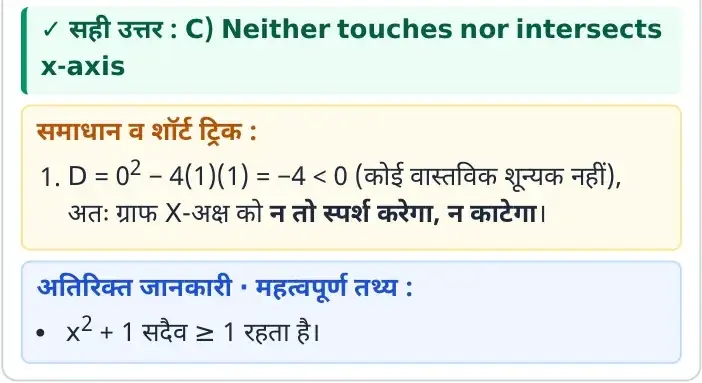 ✓ सही उत्तर : C) Neither touches nor intersects
x-axis
समाधान व शॉर्ट ट्रिक :
1. D = 0² − 4(1)(1) = −4 < 0 (कोई वास्तविक शून्यक नहीं),
अतः ग्राफ X-अक्ष को न तो स्पर्श करेगा, न काटेगा।
अतिरिक्त जानकारी · महत्वपूर्ण तथ्य :
• x² + 1 सदैव ≥ 1 रहता है।